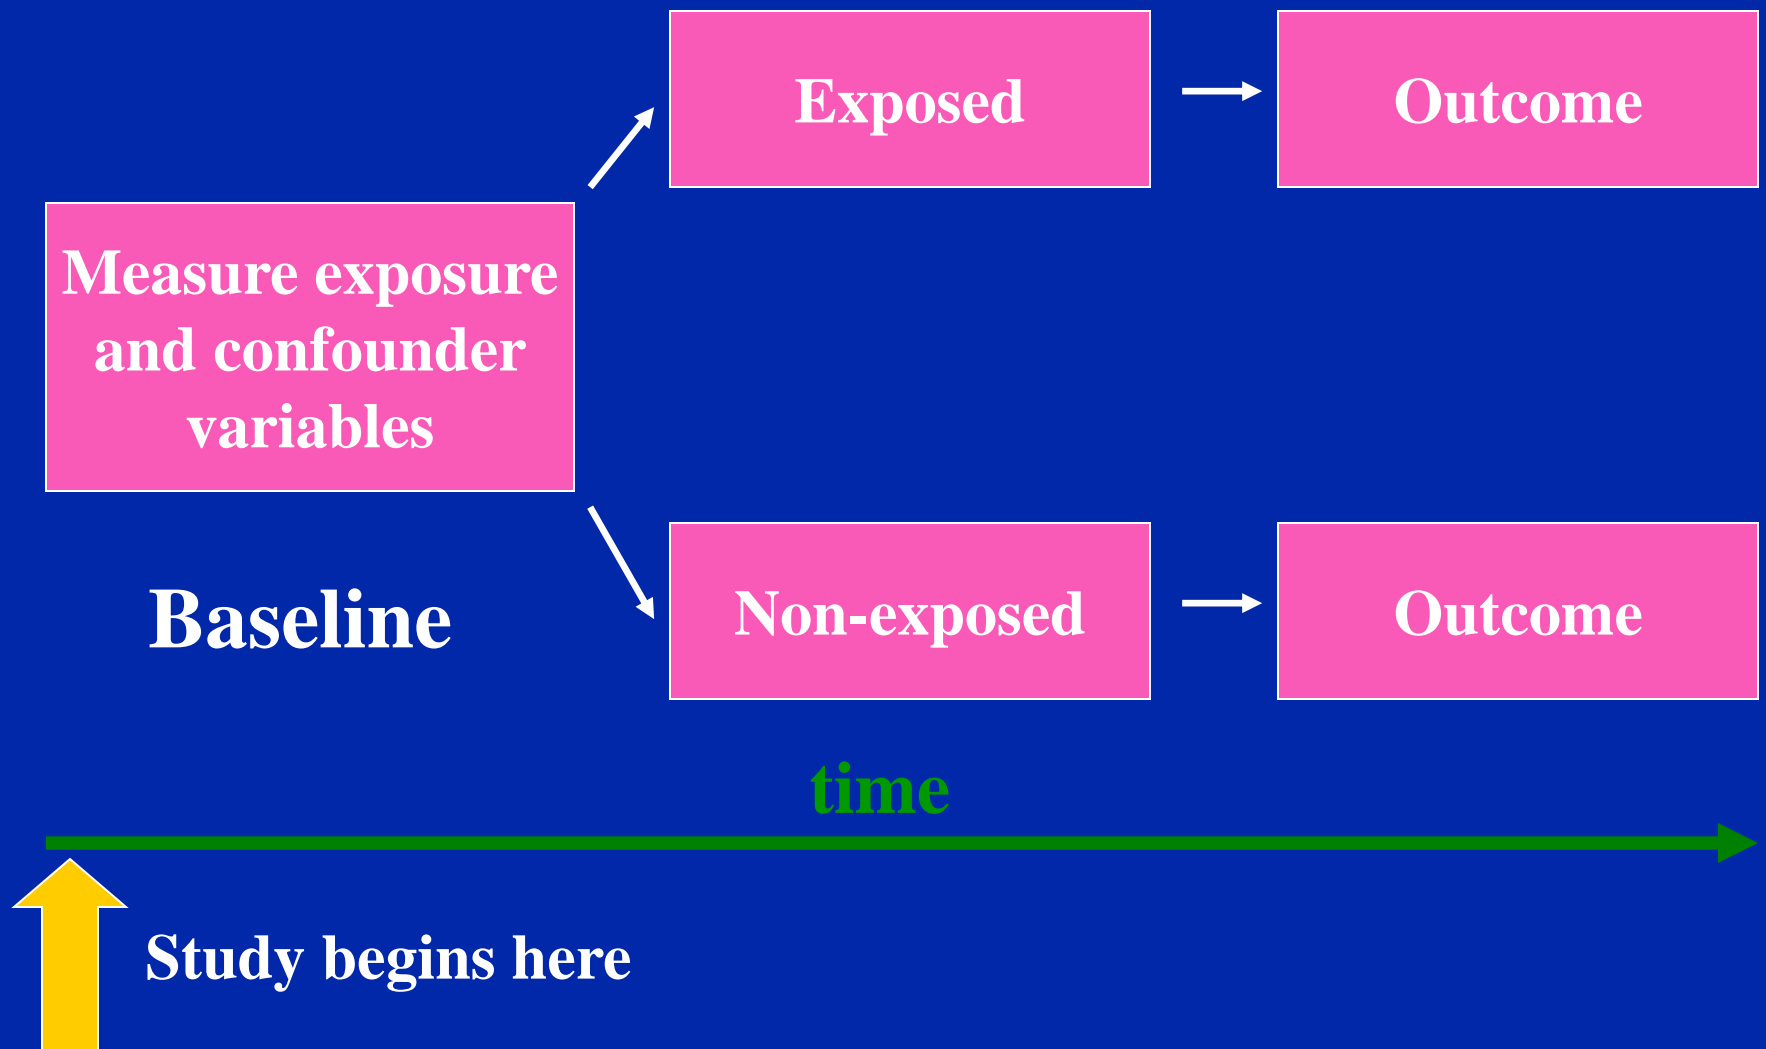 Exposed
Outcome
Measure exposure
and confounder
variables
Baseline
Non-exposed
Outcome
time
Study begins here